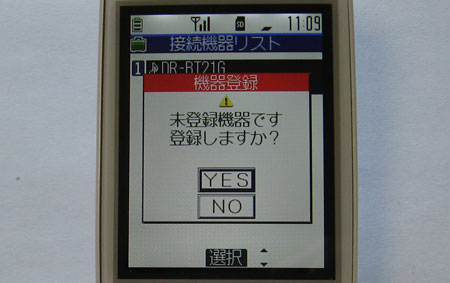 SD 11:09
接続機器リスト
1 DR-BT21G
機器登録
未登録機器です
登録しますか?
YES
NO
選択